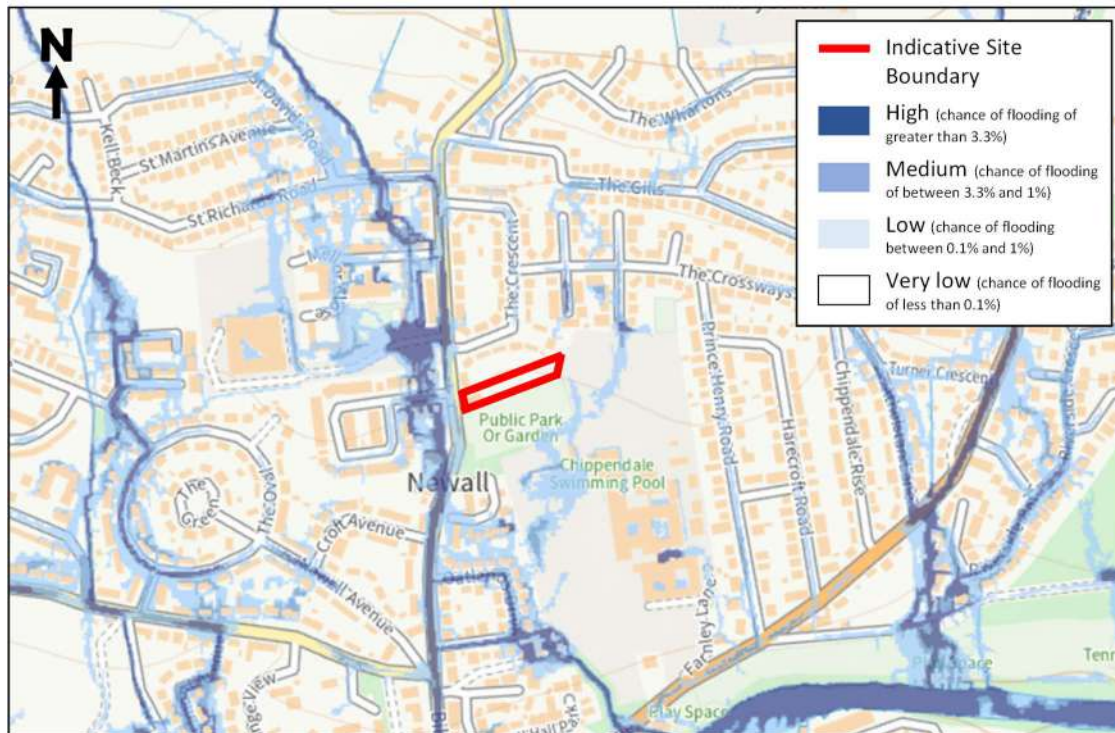 N
Indicative Site
Boundary
High (chance of flooding of
greater than 3.3%)
Medium (chance of flooding
of between 3.3% and 1%)
Low (chance of flooding
between 0.1% and 1%)
Very low (chance of flooding
of less than 0.1%)
St David's Road
The Whartons
Kell Beck
St Martins Avenue
St Richards Road
The Gills
The Crescent
The Crossways
Prince Henry Road
Chippendale Rise
Turner Crescent
Harecroft Road
Public Park
Or Garden
Chippendale
Swimming Pool
Newall
The
Green
The Oval
Croft Avenue
Newall Avenue
Farnley Lane
Play Space
Play Space
Tenn